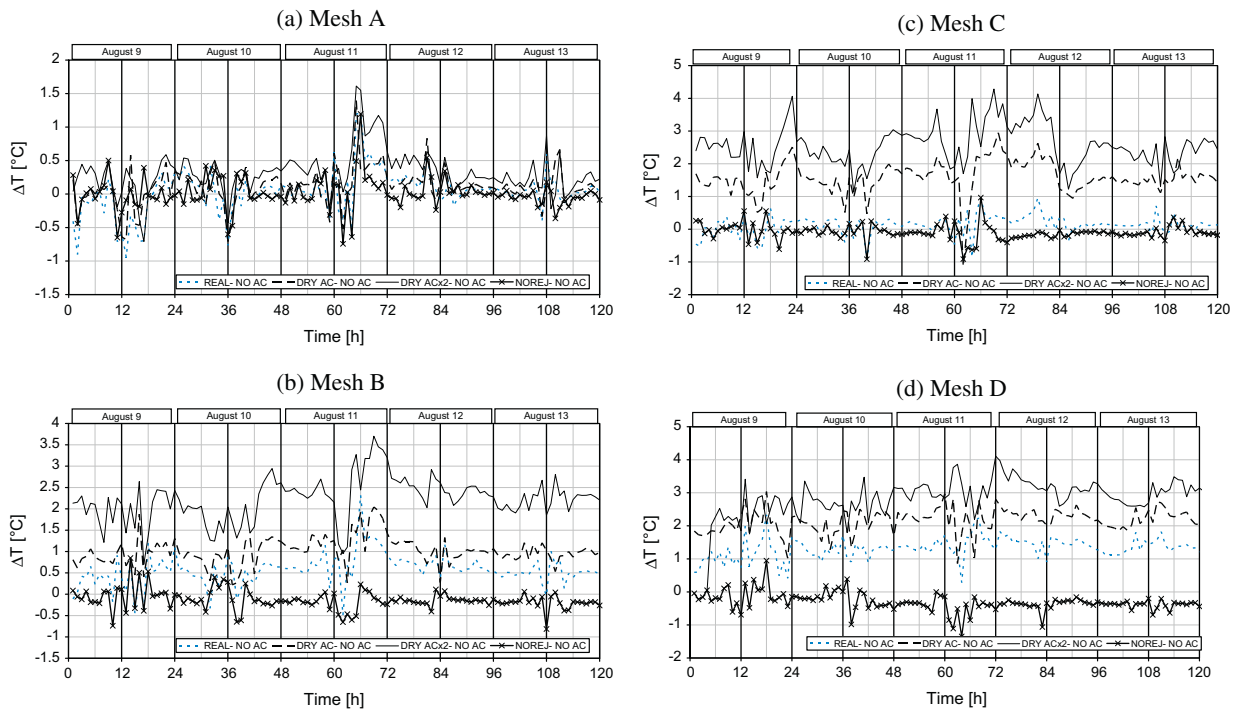 (a) Mesh A
August 9 August 10 August 11 August 12 August 13
2
1.5
1
0.5
0
-0.5
-1
-1.5
ΔT [°C]
REAL- NO AC DRY AC- NO AC DRY ACx2- NO AC NOREJ- NO AC
0 12 24 36 48 60 72 84 96 108 120
Time [h]
(b) Mesh B
August 9 August 10 August 11 August 12 August 13
4
3.5
3
2.5
2
1.5
1
0.5
0
-0.5
-1
-1.5
ΔT [°C]
REAL- NO AC DRY AC- NO AC DRY ACx2- NO AC NOREJ- NO AC
0 12 24 36 48 60 72 84 96 108 120
Time [h]
(c) Mesh C
August 9 August 10 August 11 August 12 August 13
5
4
3
2
1
0
-1
-2
ΔT [°C]
REAL- NO AC DRY AC- NO AC DRY ACx2- NO AC NOREJ- NO AC
0 12 24 36 48 60 72 84 96 108 120
Time [h]
(d) Mesh D
August 9 August 10 August 11 August 12 August 13
5
4
3
2
1
0
-1
-2
ΔT [°C]
REAL- NO AC DRY AC- NO AC DRY ACx2- NO AC NOREJ- NO AC
0 12 24 36 48 60 72 84 96 108 120
Time [h]